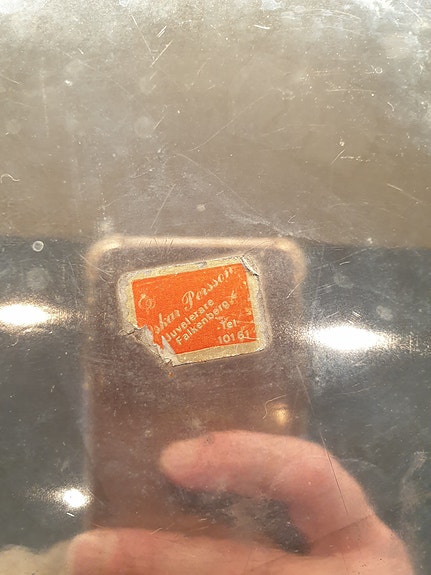 skar Persson
Juvelerare
Falkenberg
Tel.
101 61